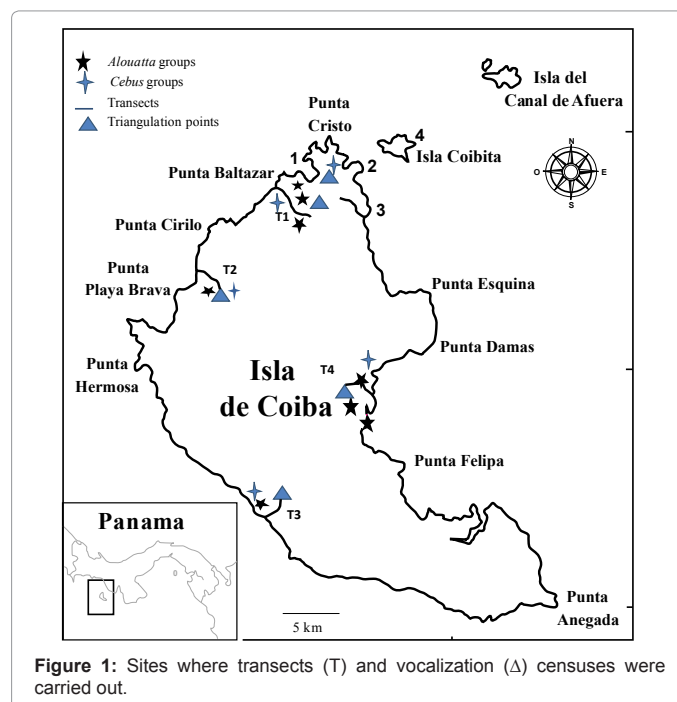 Alouatta groups
Cebus groups
Transects
Triangulation points
Isla del
Canal de Afuera
Punta
Cristo
4
Isla Coibita
1
2
Punta Baltazar
N
O
E
S
T1
3
Punta Cirilo
T2
Punta
Playa Brava
Punta Esquina
Punta Damas
Punta
Hermosa
T4
Isla
de Coiba
Punta Felipa
T3
Panama
Punta
Anegada
5 km
Figure 1: Sites where transects (T) and vocalization (Δ) censuses were
carried out.